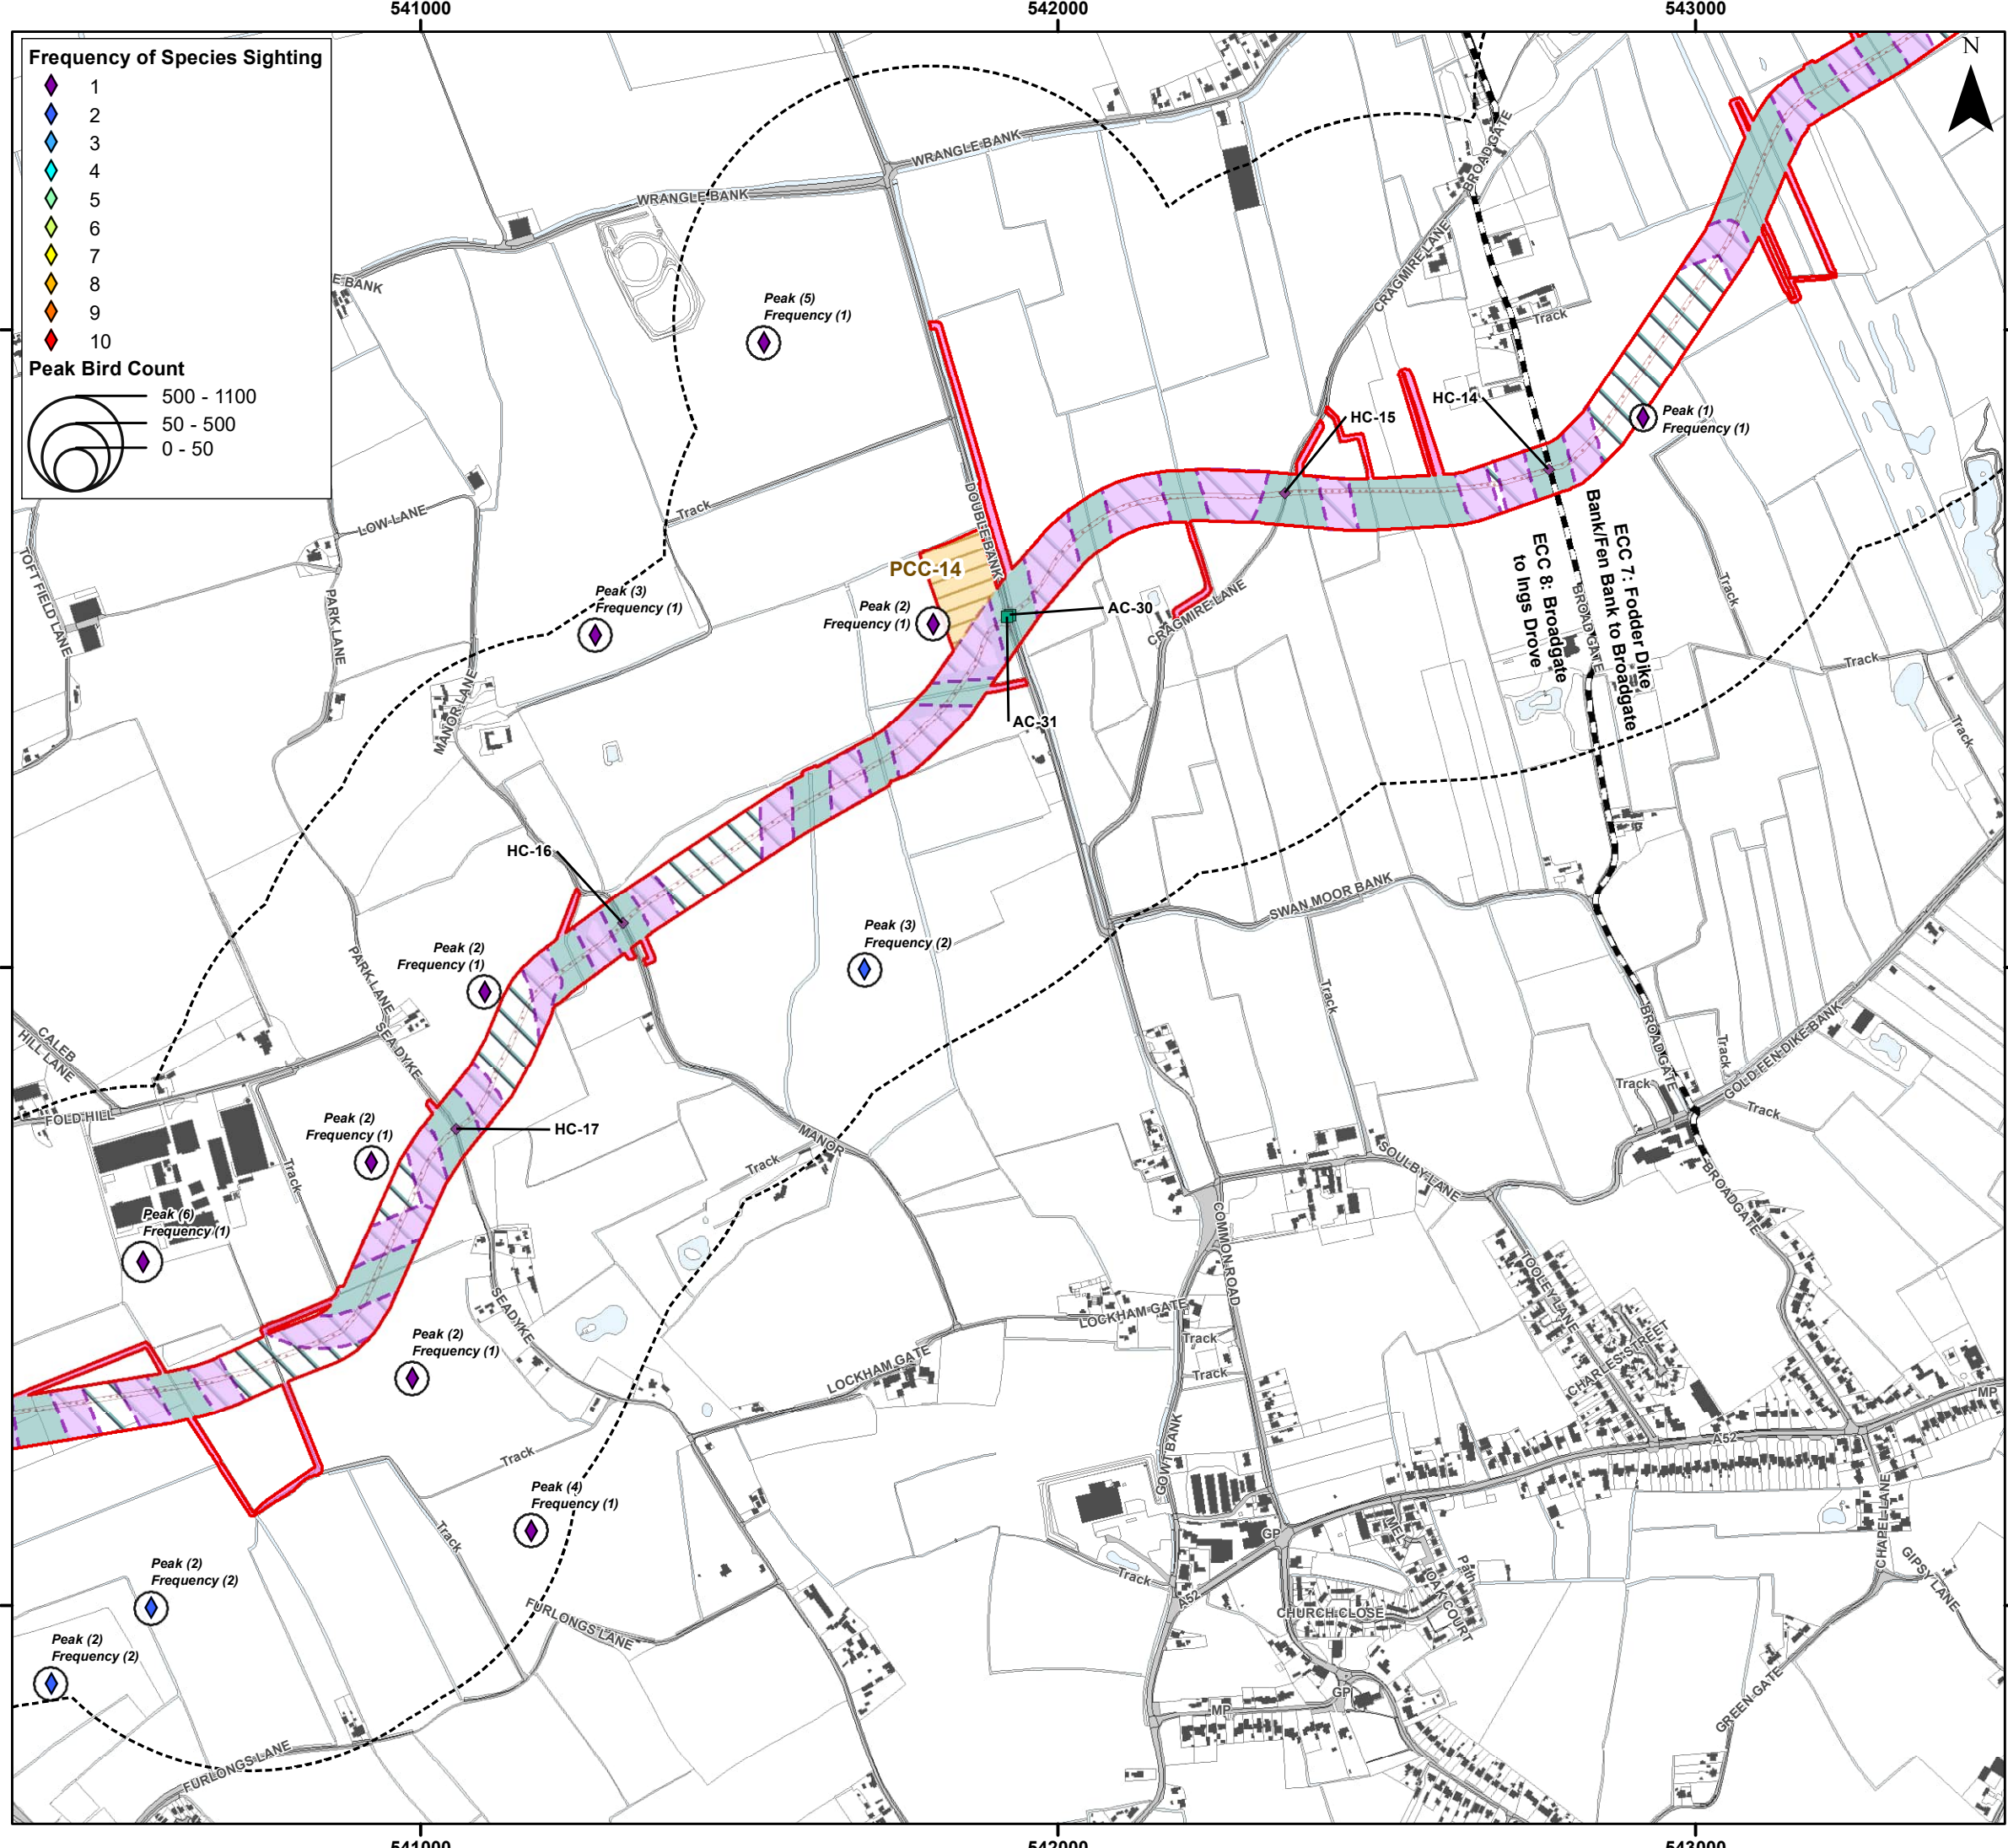 541000
542000
543000
Frequency of Species Sighting
1
2
3
4
5
6
7
8
9
10
Peak Bird Count
500 - 1100
50 - 500
0 - 50
N
WRANGLE BANK
WRANGLE BANK
E BANK
BROADGATE
CRAGMIRE LANE
Track
Peak (5)
Frequency (1)
HC-14
HC-15
Peak (1)
Frequency (1)
DOUBLE BANK
Track
LOW LANE
TOFT FIELD LANE
PARK LANE
PCC-14
Peak (3)
Frequency (1)
Peak (2)
Frequency (1)
AC-30
AC-31
CRAGMIRE LANE
ECC 7: Fodder Dike
Bank/Fen Bank to Broadgate
ECC 8: Broadgate
to Ings Drove
BROADGATE
Track
Track
Track
MANOR LANE
HC-16
Peak (3)
Frequency (2)
SWAN MOOR BANK
Peak (2)
Frequency (1)
PARK LANE
SEA DYKE
CALEB
HILL LANE
FOLD HILL
Track
BROADGATE
Track
GOLD FEN DIKE BANK
Track
Track
Peak (2)
Frequency (1)
HC-17
MANOR
Track
Track
SOULBY LANE
BROADGATE
Peak (6)
Frequency (1)
COMMON ROAD
TOOLEY LANE
SEADYKE
LOCKHAM GATE
Track
Track
LOCKHAM GATE
CHARLES STREET
Peak (2)
Frequency (1)
MP
A52
GOWT BANK
Track
Peak (4)
Frequency (1)
Track
GP
CHAPEL LANE
GIPSY LANE
Path
OAK COURT
Track
A52
CHURCH CLOSE
Peak (2)
Frequency (2)
FURLONGS LANE
Peak (2)
Frequency (2)
GP
MP
GREEN GATE
FURLONGS LANE
541000
542000
543000